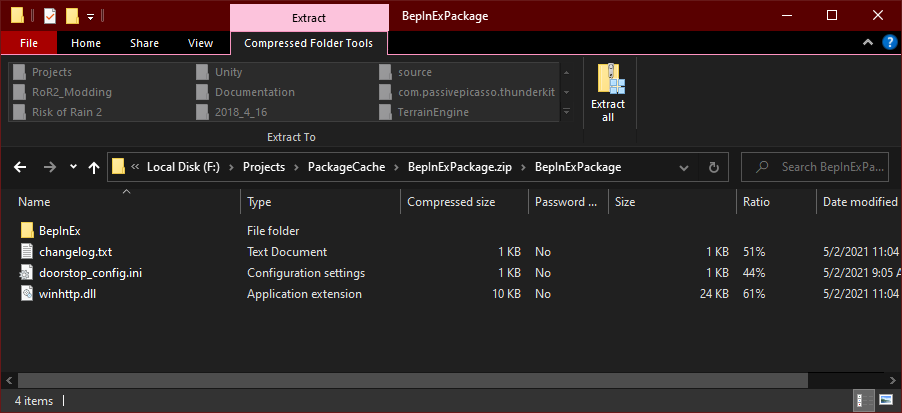 Extract
BepInExPackage
File
Home
Share
View
Compressed Folder Tools
Projects
Unity
source
RoR2_Modding
Documentation
com.passivepicasso.thunderkit
Risk of Rain 2
2018_4_16
TerrainEngine
Extract all
Extract To
« Local Disk (F:) > Projects > PackageCache > BepInExPackage.zip > BepInExPackage
Search BepInExPa...
Name Type Compressed size Password ... Size Ratio Date modified
BepInEx File folder
changelog.txt Text Document 1 KB No 1 KB 51% 5/2/2021 11:04
doorstop_config.ini Configuration settings 1 KB No 1 KB 44% 5/2/2021 9:05 A
winhttp.dll Application extension 10 KB No 24 KB 61% 5/2/2021 11:04
4 items